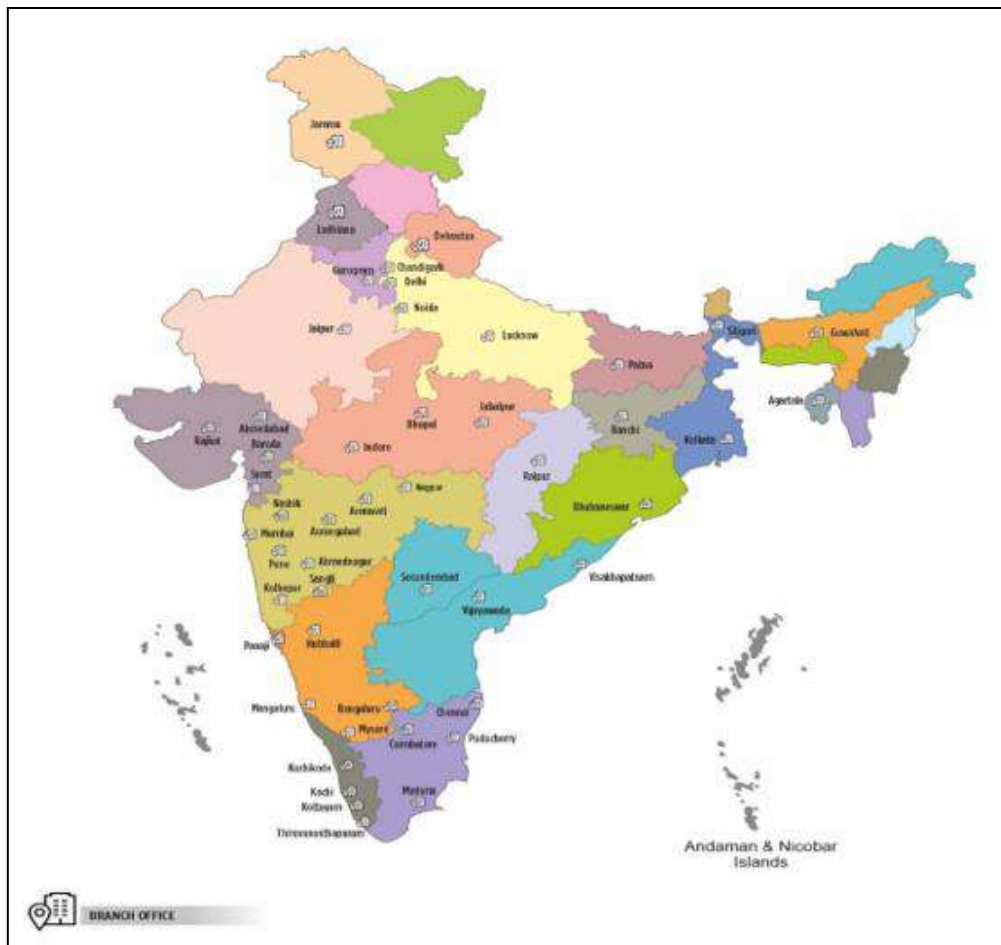 Jammu
Ludhiana
Dehradun
Chandigarh
Gurugram
Delhi
Noida
Jaipur
Lucknow
Siliguri
Guwahati
Patna
Agartala
Jabalpur
Bhopal
Ahmedabad
Rajkot
Baroda
Indore
Ranchi
Kolkata
Surat
Raipur
Nagpur
Amravati
Nashik
Bhubaneswar
Aurangabad
Mumbai
Pune
Ahmednagar
Sangli
Kolhapur
Secunderabad
Visakhapatnam
Vijayawada
Panaji
Hubballi
Mengaluru
Bengaluru
Chennai
Mysore
Coimbatore
Puducherry
Kozhikode
Kochi
Kottayam
Madurai
Thiruvananthapuram
Andaman & Nicobar
Islands
BRANCH OFFICE